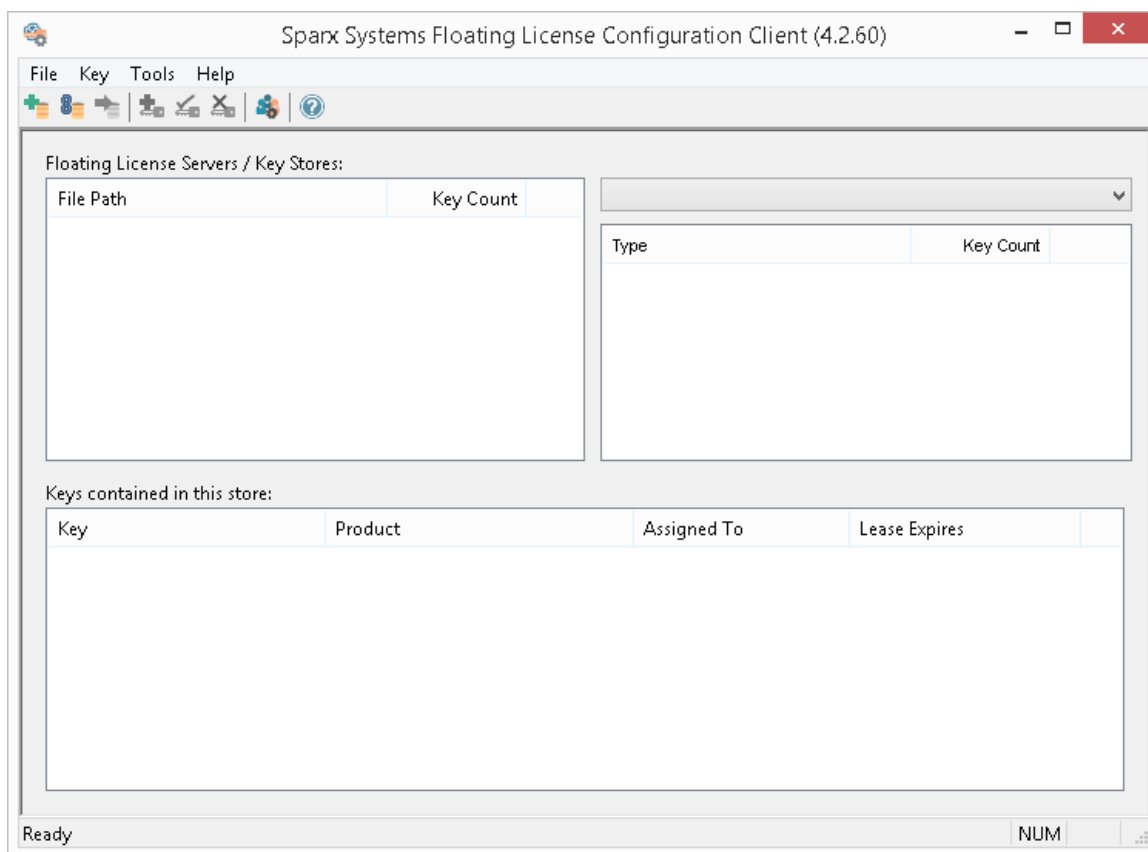 Sparx Systems Floating License Configuration Client (4.2.60)
File Key Tools Help
Floating License Servers / Key Stores:
File Path Key Count
Type Key Count
Keys contained in this store:
Key Product Assigned To Lease Expires
Ready NUM